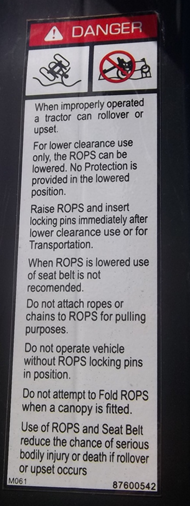 DANGER
When improperly operated
a tractor can rollover or
upset.
For lower clearance use
only, the ROPS can be
lowered. No Protection is
provided in the lowered
position.
Raise ROPS and insert
locking pins immediately after
lower clearance use or for
Transportation.
When ROPS is lowered use
of seat belt is not
recomended.
Do not attach ropes or
chains to ROPS for pulling
purposes.
Do not operate vehicle
without ROPS locking pins
in position.
Do not attempt to Fold ROPS
when a canopy is fitted.
Use of ROPS and Seat Belt
reduce the chance of serious
bodily injury or death if rollover
or upset occurs
M061 87600542